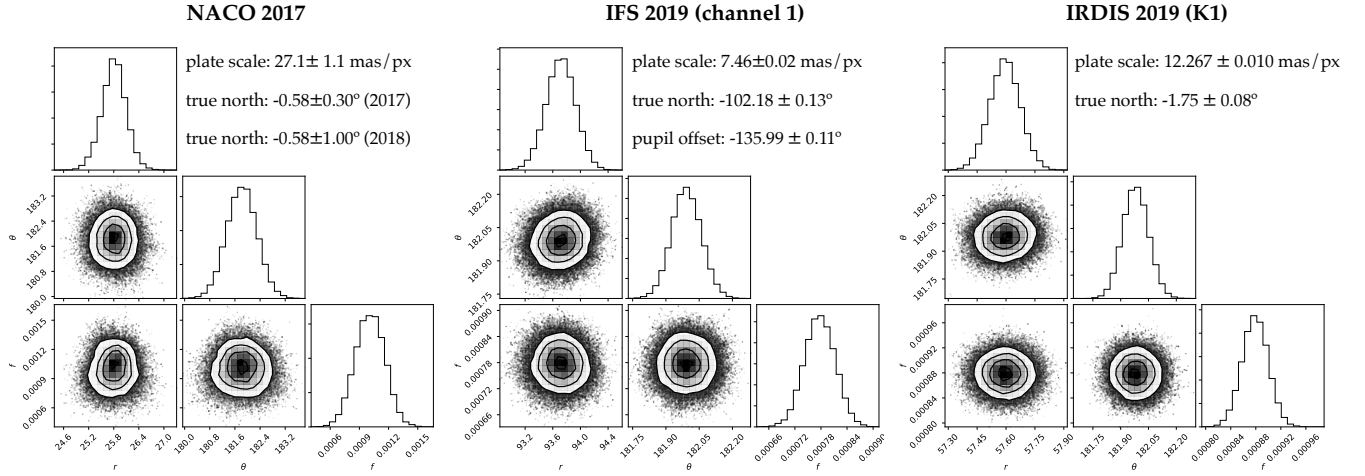 NACO 2017
IFS 2019 (channel 1)
IRDIS 2019 (K1)
plate scale: 27.1± 1.1 mas/px
true north: -0.58±0.30º (2017)
true north: -0.58±1.00º (2018)
plate scale: 7.46±0.02 mas/px
true north: -102.18 ± 0.13º
pupil offset: -135.99 ± 0.11º
plate scale: 12.267 ± 0.010 mas/px
true north: -1.75 ± 0.08º
θ
183.2
182.4
181.6
180.8
180.0
f
0.0015
0.0012
0.0009
0.0006
24.6 25.2 25.8 26.4 27.0
r
180.0 180.8 181.6 182.4 183.2
θ
0.0006 0.0009 0.0012 0.0015
f
θ
182.20
182.05
181.90
181.75
f
0.00090
0.00084
0.00078
0.00072
0.00066
93.2 93.6 94.0 94.4
r
181.75 181.90 182.05 182.20
θ
0.00066 0.00072 0.00078 0.00084 0.00090
f
θ
182.20
182.05
181.90
181.75
f
0.00096
0.00092
0.00088
0.00084
0.00080
57.30 57.45 57.60 57.75 57.90
r
181.75 181.90 182.05 182.20
θ
0.00080 0.00084 0.00088 0.00092 0.00096
f